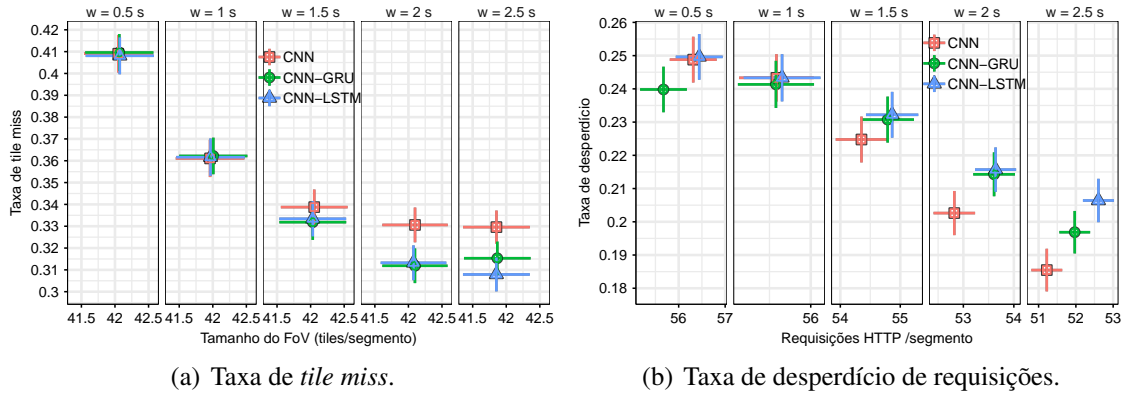 w = 0.5 s w = 1 s w = 1.5 s w = 2 s w = 2.5 s
0.41
0.4
0.39
0.38
0.37
0.36
0.35
0.34
0.33
0.32
0.31
0.3
Taxa de tile miss
CNN
CNN−GRU
CNN−LSTM
41.5 42 42.5 41.5 42 42.5 41.5 42 42.5 41.5 42 42.5 41.5 42 42.5
Tamanho do FoV (tiles/segmento)
(a) Taxa de tile miss.
w = 0.5 s w = 1 s w = 1.5 s w = 2 s w = 2.5 s
0.26
0.25
0.24
0.23
0.22
0.21
0.2
0.19
0.18
Taxa de desperdício
CNN
CNN−GRU
CNN−LSTM
56 57 56 54 55 53 54 51 52 53
Requisições HTTP /segmento
(b) Taxa de desperdício de requisições.